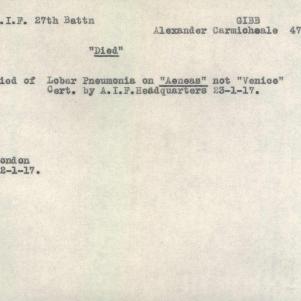 .I.F. 27th Battn GIBB
Alexander Carmicheale 47
"Died"
ied of Lobar Pneumonia on "Aeneas" not "Venice"
Cert. by A.I.F.Headquarters 23-1-17.
ondon
2-1-17.